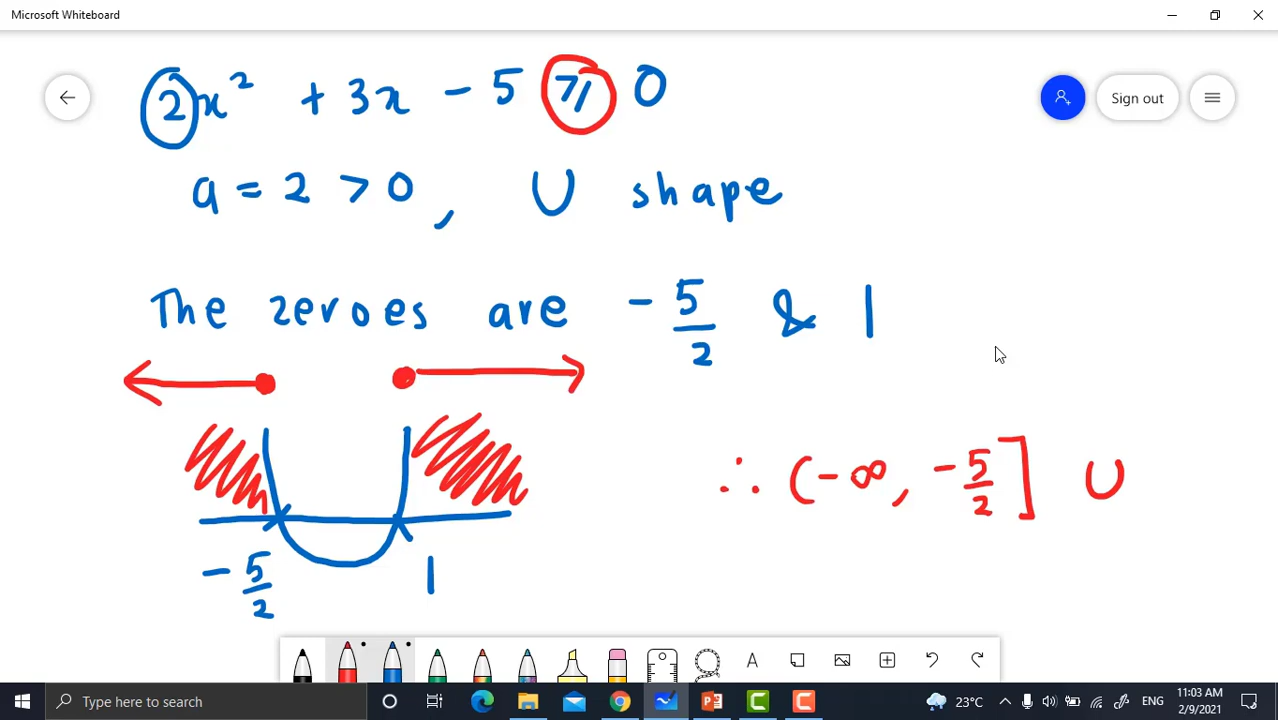 Microsoft Whiteboard
2x² + 3x - 5 ⩾ 0
Sign out
a = 2 > 0, U shape
The zeroes are -5/2 & 1
∴ (-∞, -5/2] ∪
-5/2 1
A
Type here to search
23°C
ENG
11:03 AM
2/9/2021